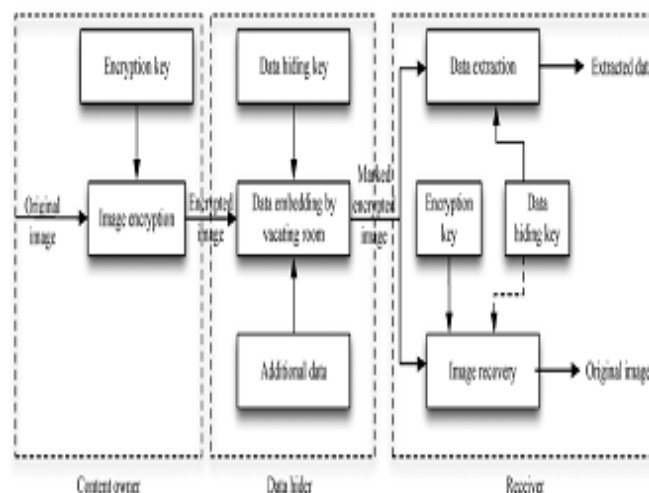 Encryption key
Original
image
Image encryption
Encrypted
image
Content owner
Data hiding key
Data embedding by
vacating room
Additional data
Marked
encrypted
image
Data hider
Data extraction
Extracted dat
Encryption
key
Data
hiding key
Image recovery
Original image
Receiver